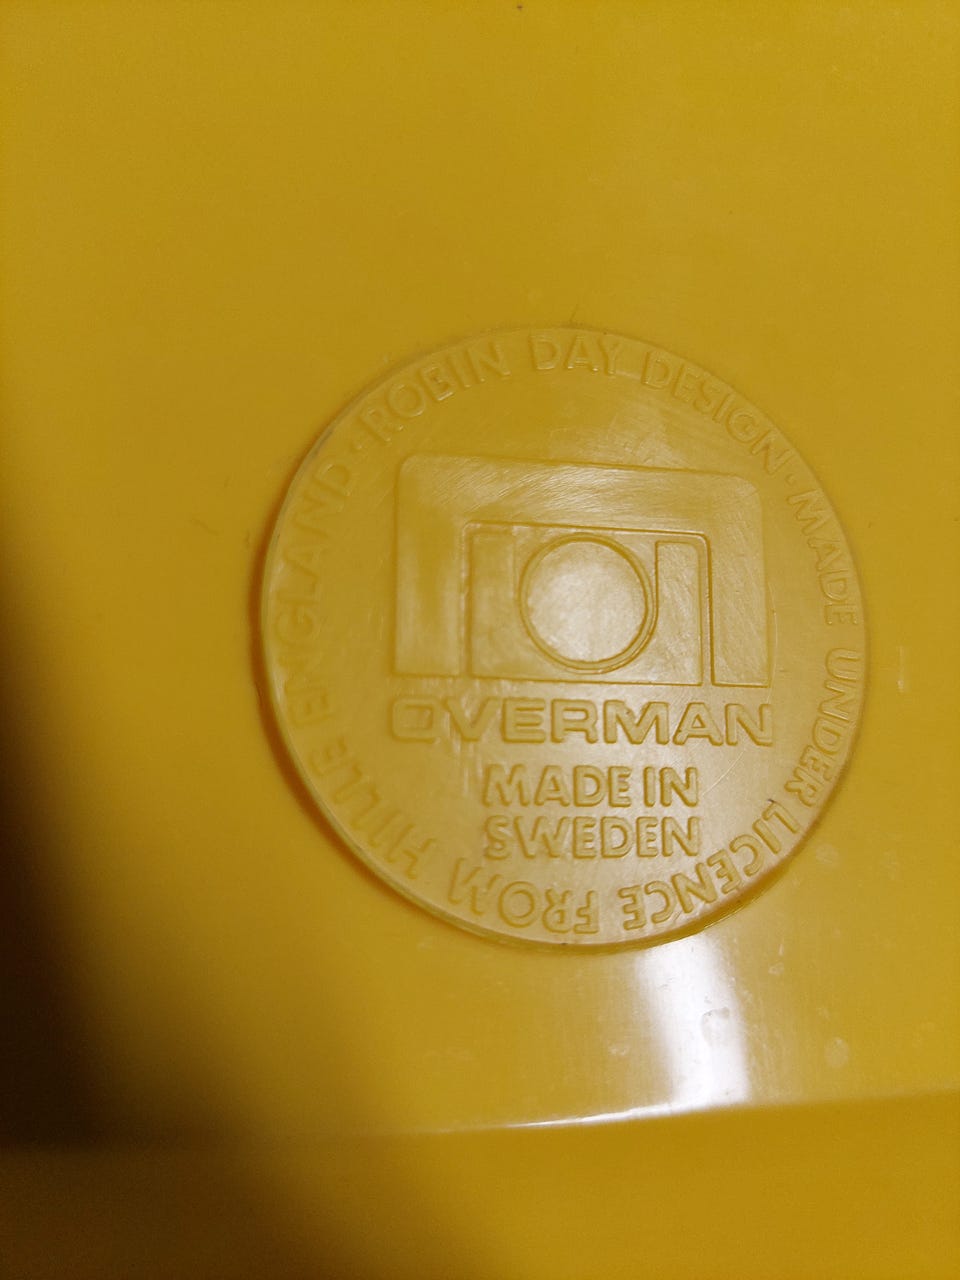 ROBIN DAY DESIGN · MADE UNDER LICENCE FROM HILLE ENGLAND ·
OVERMAN
MADE IN
SWEDEN